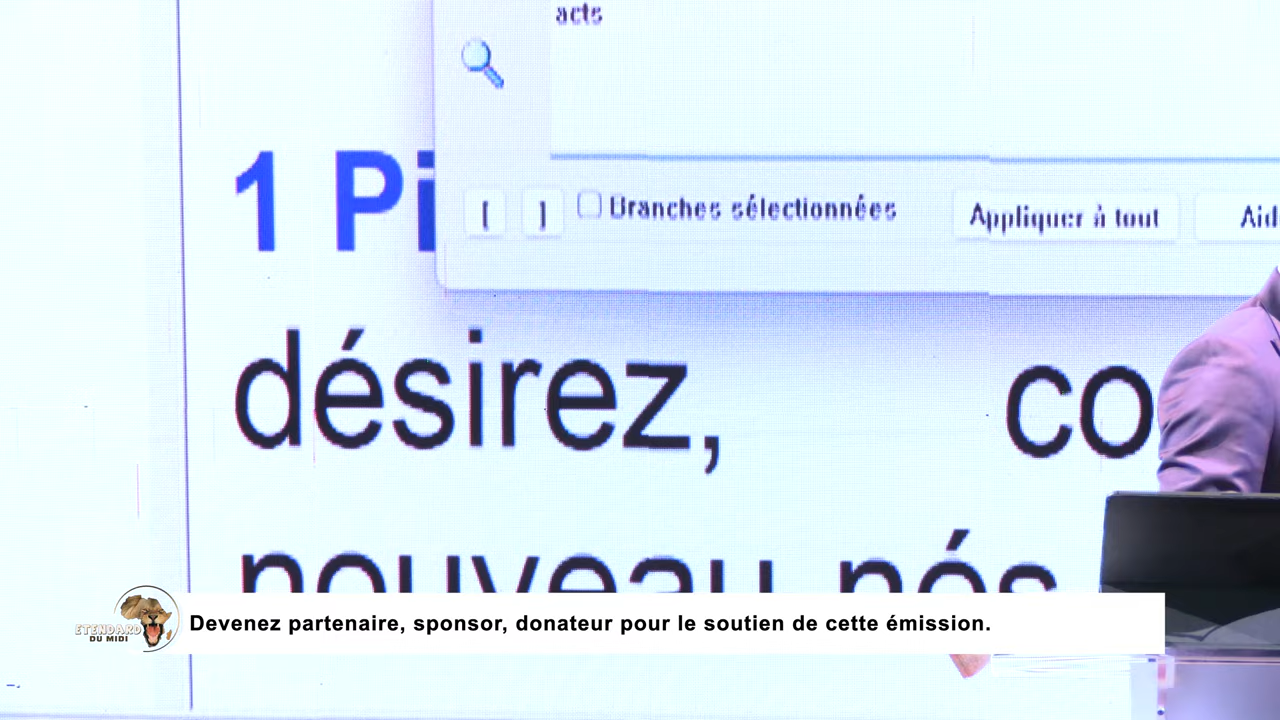 acts
[ ] Branches sélectionnées Appliquer à tout Aid
1 Pi
désirez, co
nouveau nés
ETENDARD
DU MIDI
Devenez partenaire, sponsor, donateur pour le soutien de cette émission.